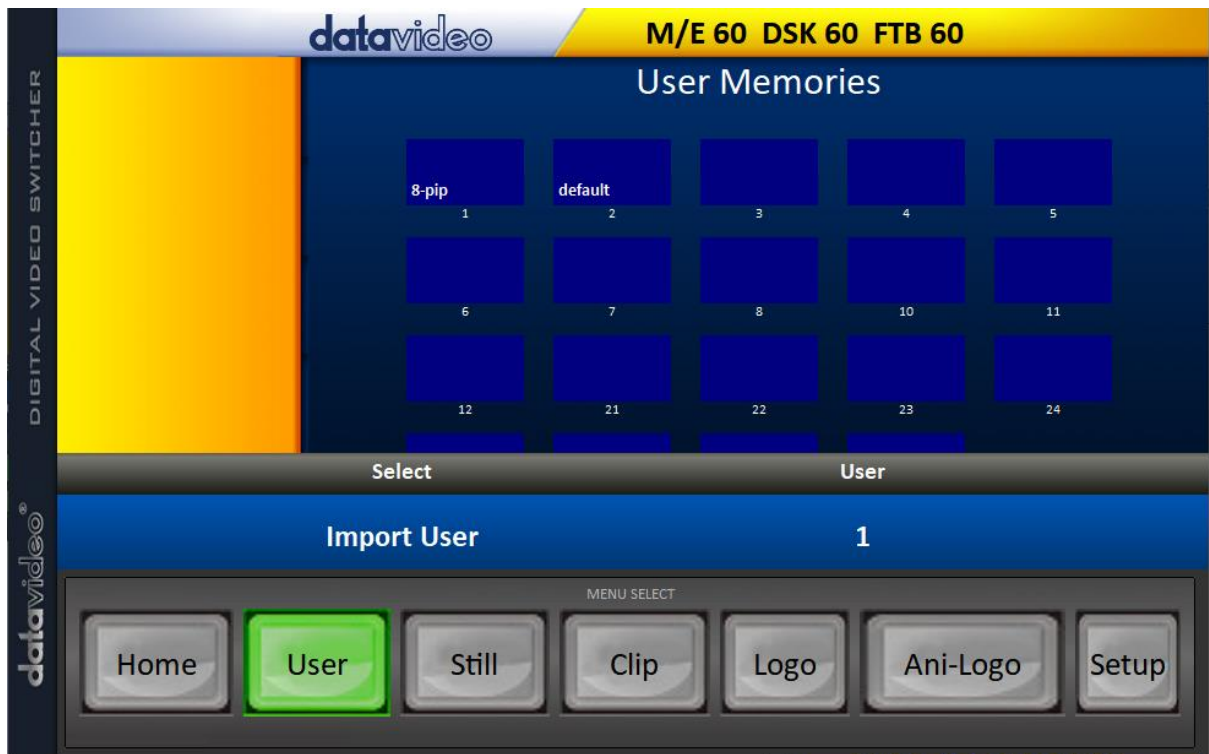 datavideo
M/E 60 DSK 60 FTB 60
DIGITAL VIDEO SWITCHER
datavideo®
User Memories
8-pip
default
1
2
3
4
5
6
7
8
10
11
12
21
22
23
24
Select
User
Import User
1
MENU SELECT
Home
User
Still
Clip
Logo
Ani-Logo
Setup